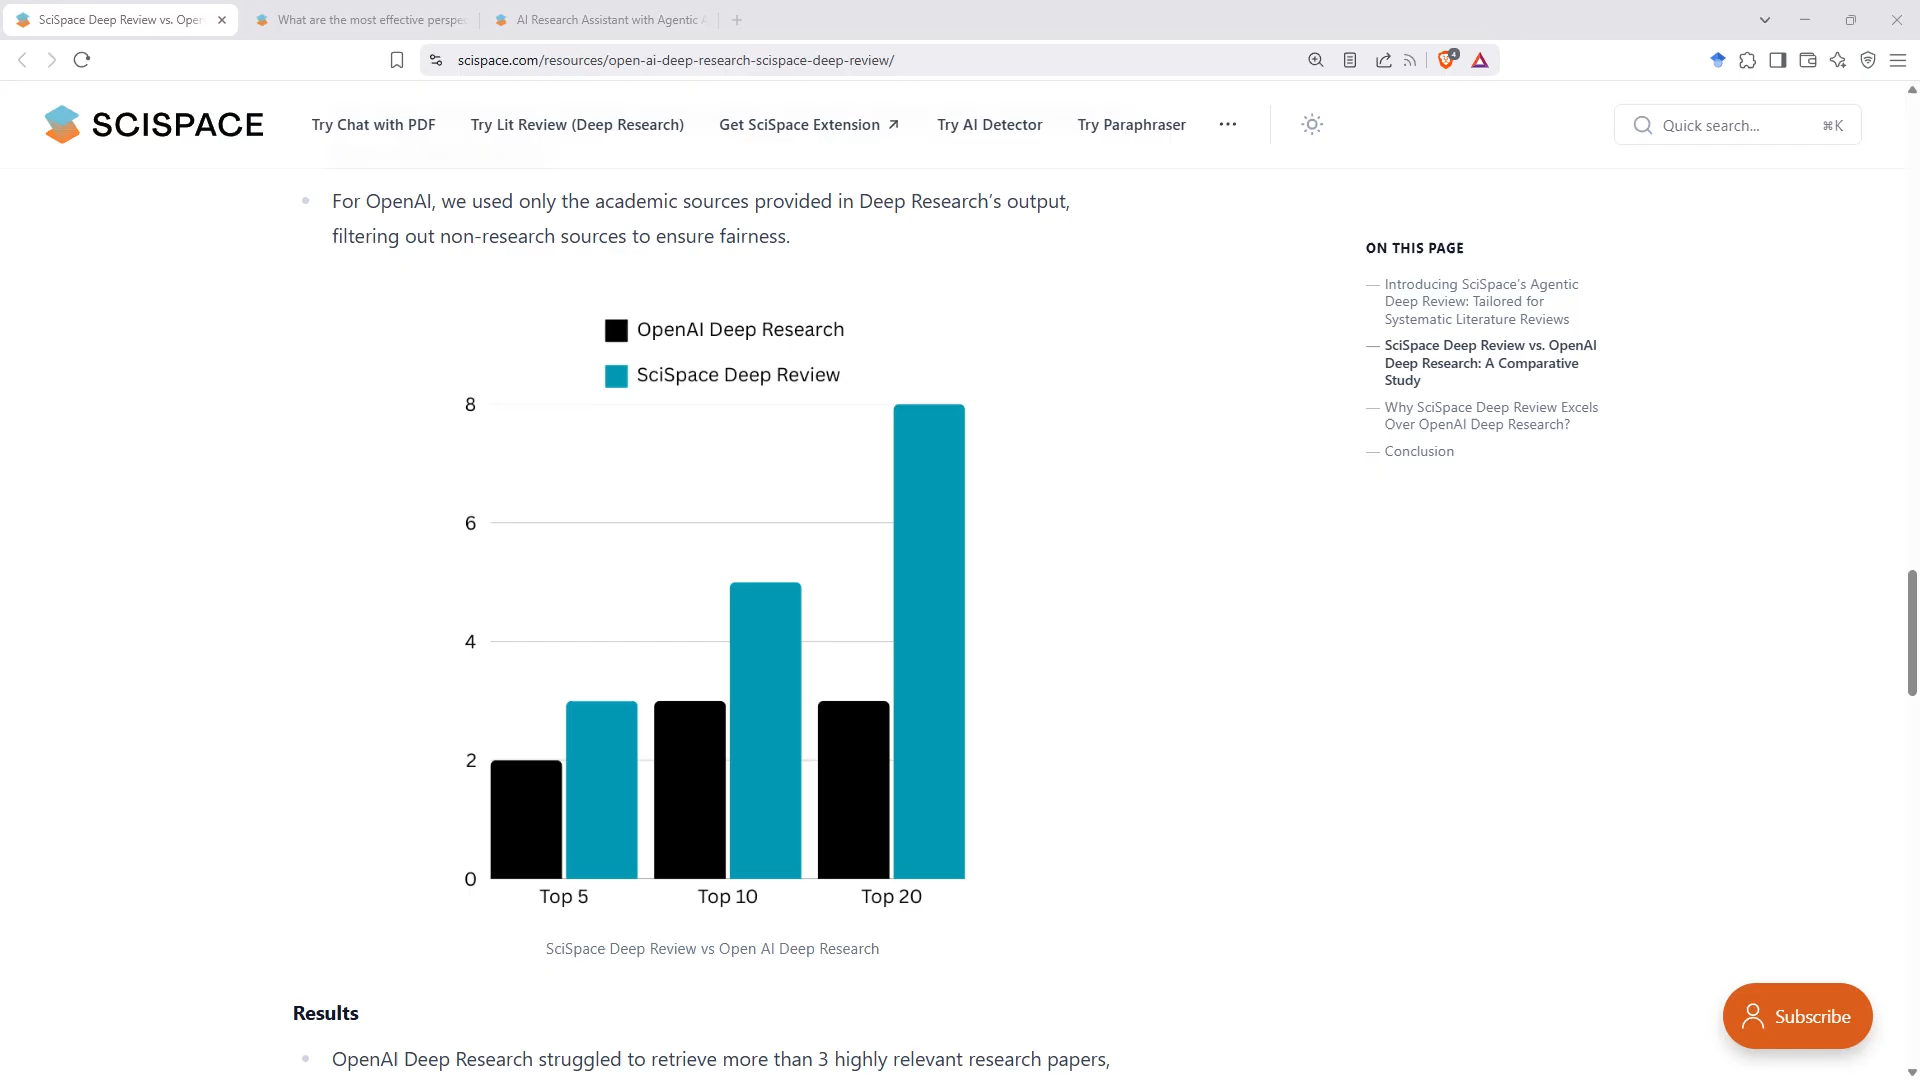 SciSpace Deep Review vs. Open
What are the most effective perspec
AI Research Assistant with Agentic A
scispace.com/resources/open-ai-deep-research-scispace-deep-review/
4
SCISPACE
Try Chat with PDF
Try Lit Review (Deep Research)
Get SciSpace Extension ↗
Try AI Detector
Try Paraphraser
Quick search...
⌘K
• For OpenAI, we used only the academic sources provided in Deep Research’s output,
filtering out non-research sources to ensure fairness.
OpenAI Deep Research
SciSpace Deep Review
8
6
4
2
0
Top 5
Top 10
Top 20
SciSpace Deep Review vs Open AI Deep Research
Results
• OpenAI Deep Research struggled to retrieve more than 3 highly relevant research papers,
ON THIS PAGE
— Introducing SciSpace’s Agentic
Deep Review: Tailored for
Systematic Literature Reviews
— SciSpace Deep Review vs. OpenAI
Deep Research: A Comparative
Study
— Why SciSpace Deep Review Excels
Over OpenAI Deep Research?
— Conclusion
Subscribe